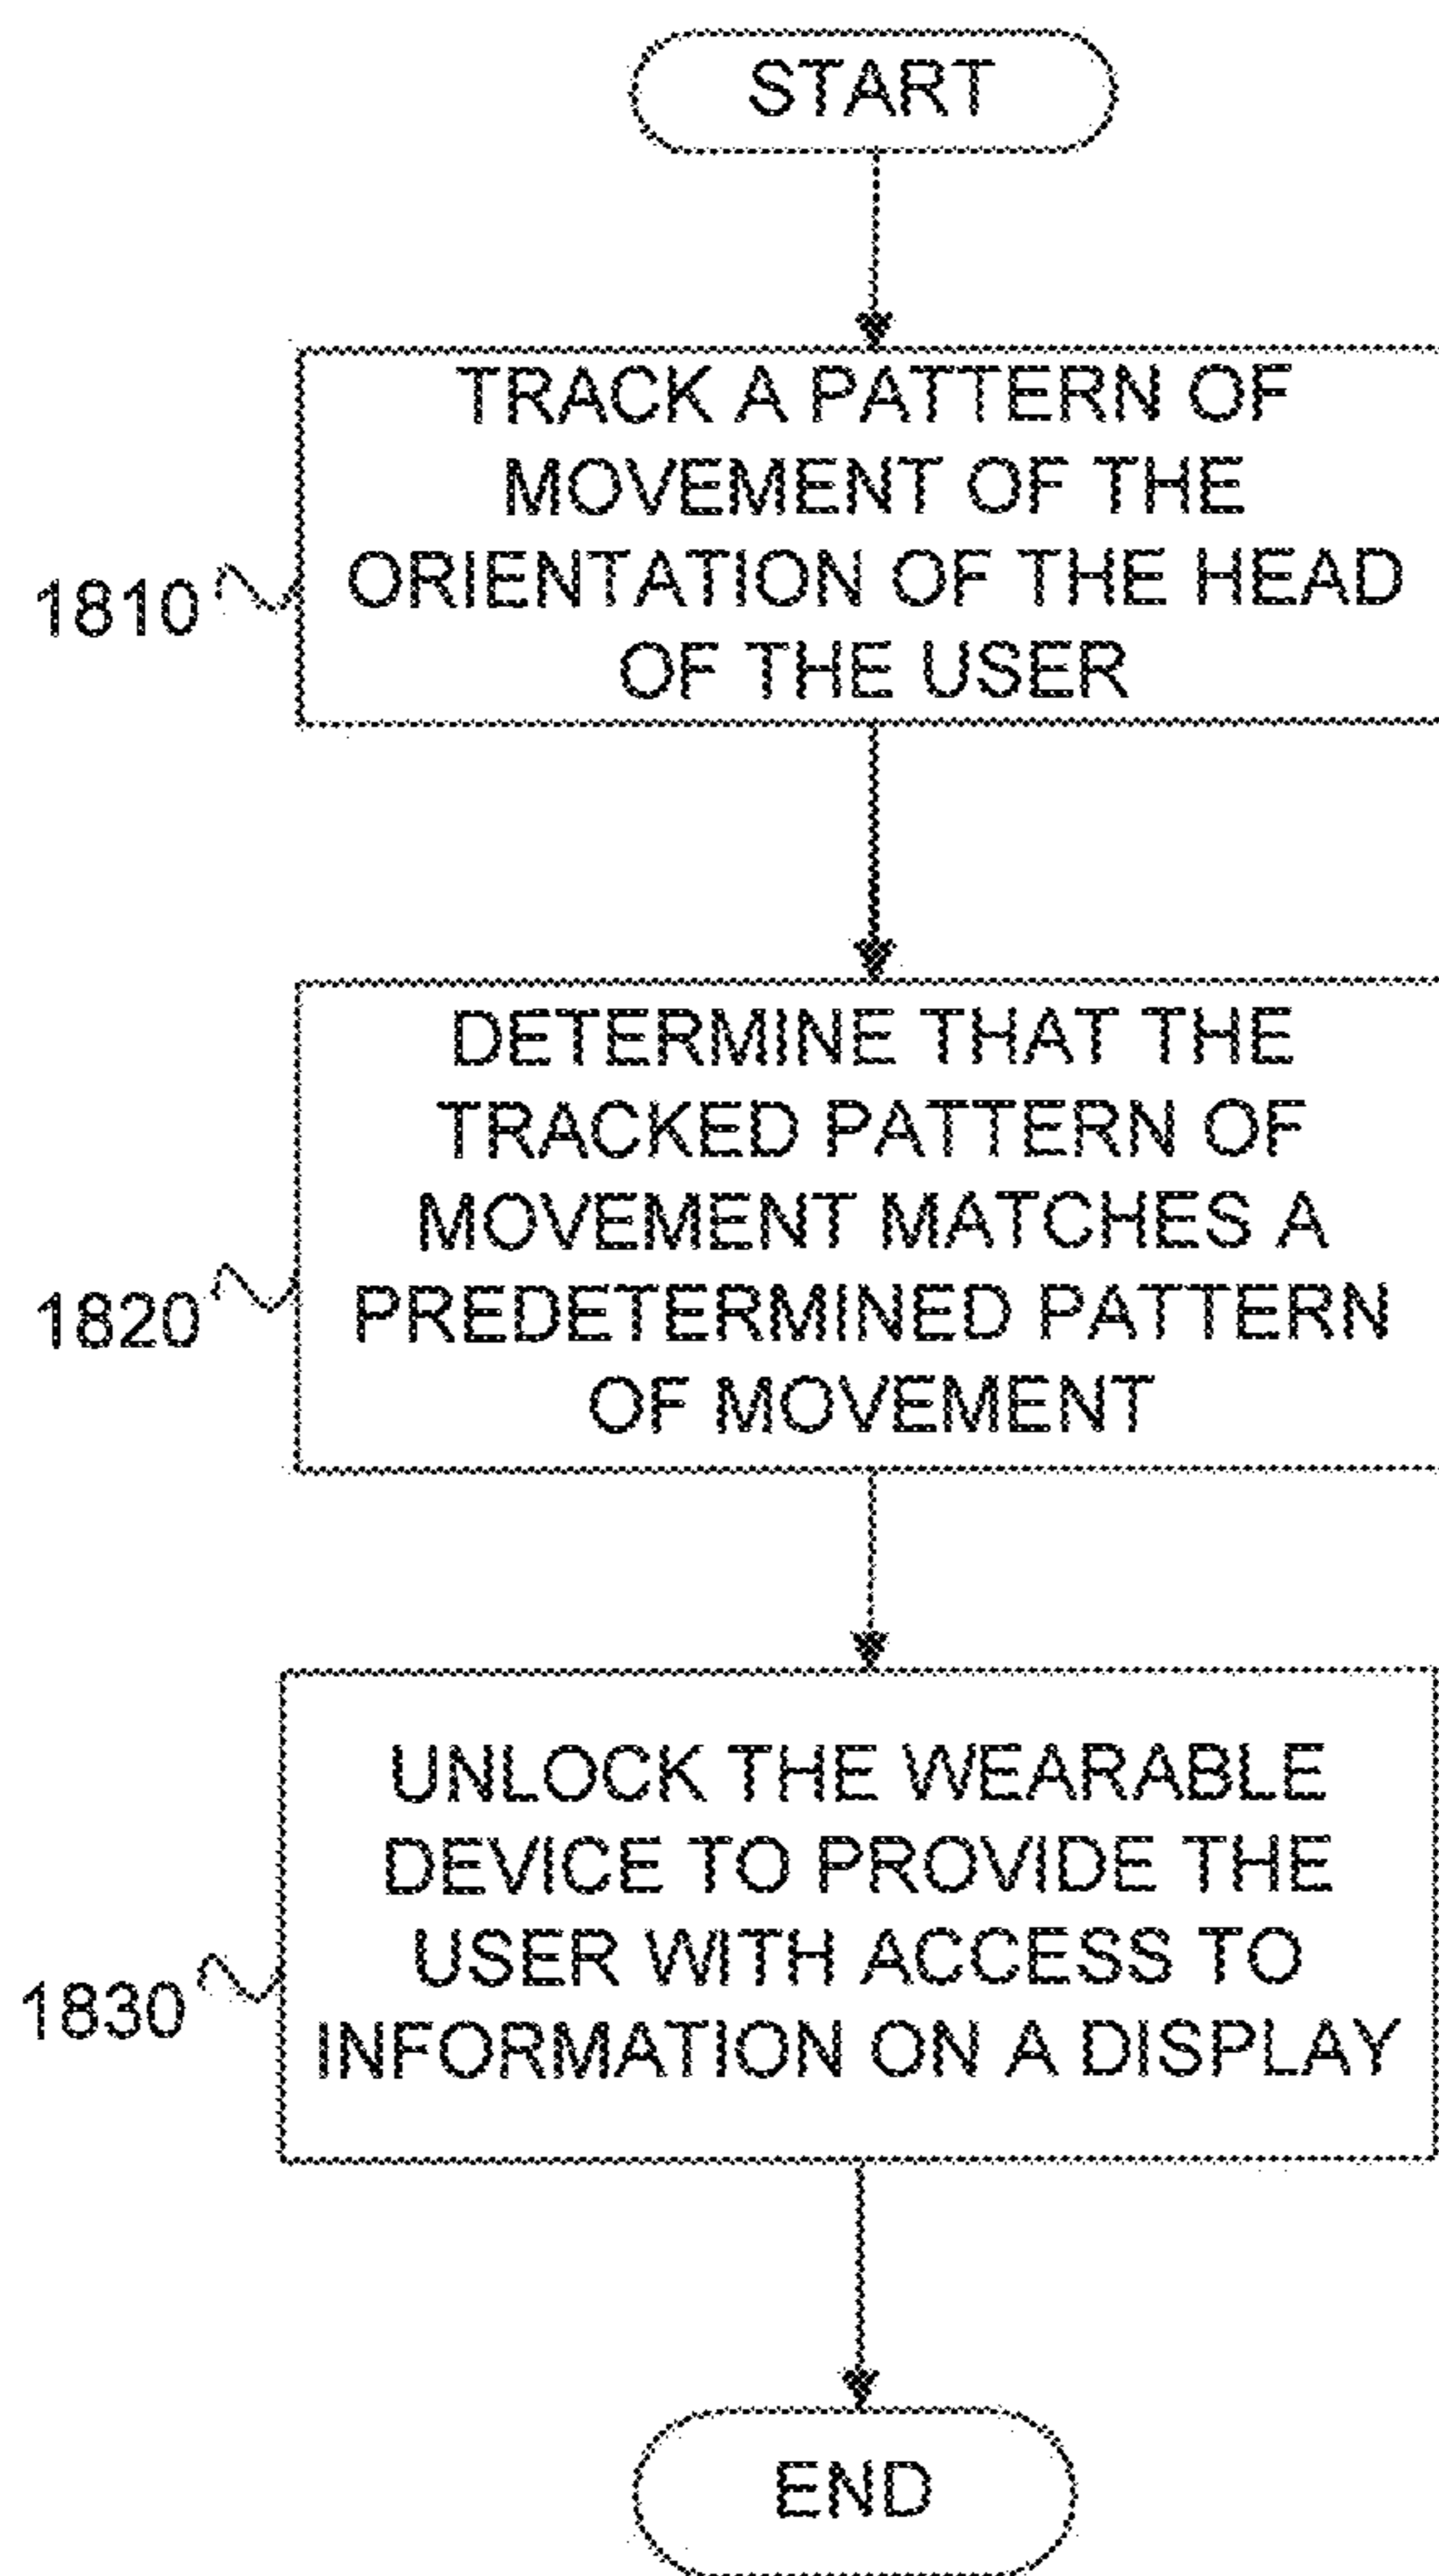 START
TRACK A PATTERN OF
MOVEMENT OF THE
ORIENTATION OF THE HEAD
OF THE USER
1810
DETERMINE THAT THE
TRACKED PATTERN OF
MOVEMENT MATCHES A
PREDETERMINED PATTERN
OF MOVEMENT
1820
UNLOCK THE WEARABLE
DEVICE TO PROVIDE THE
USER WITH ACCESS TO
INFORMATION ON A DISPLAY
1830
END